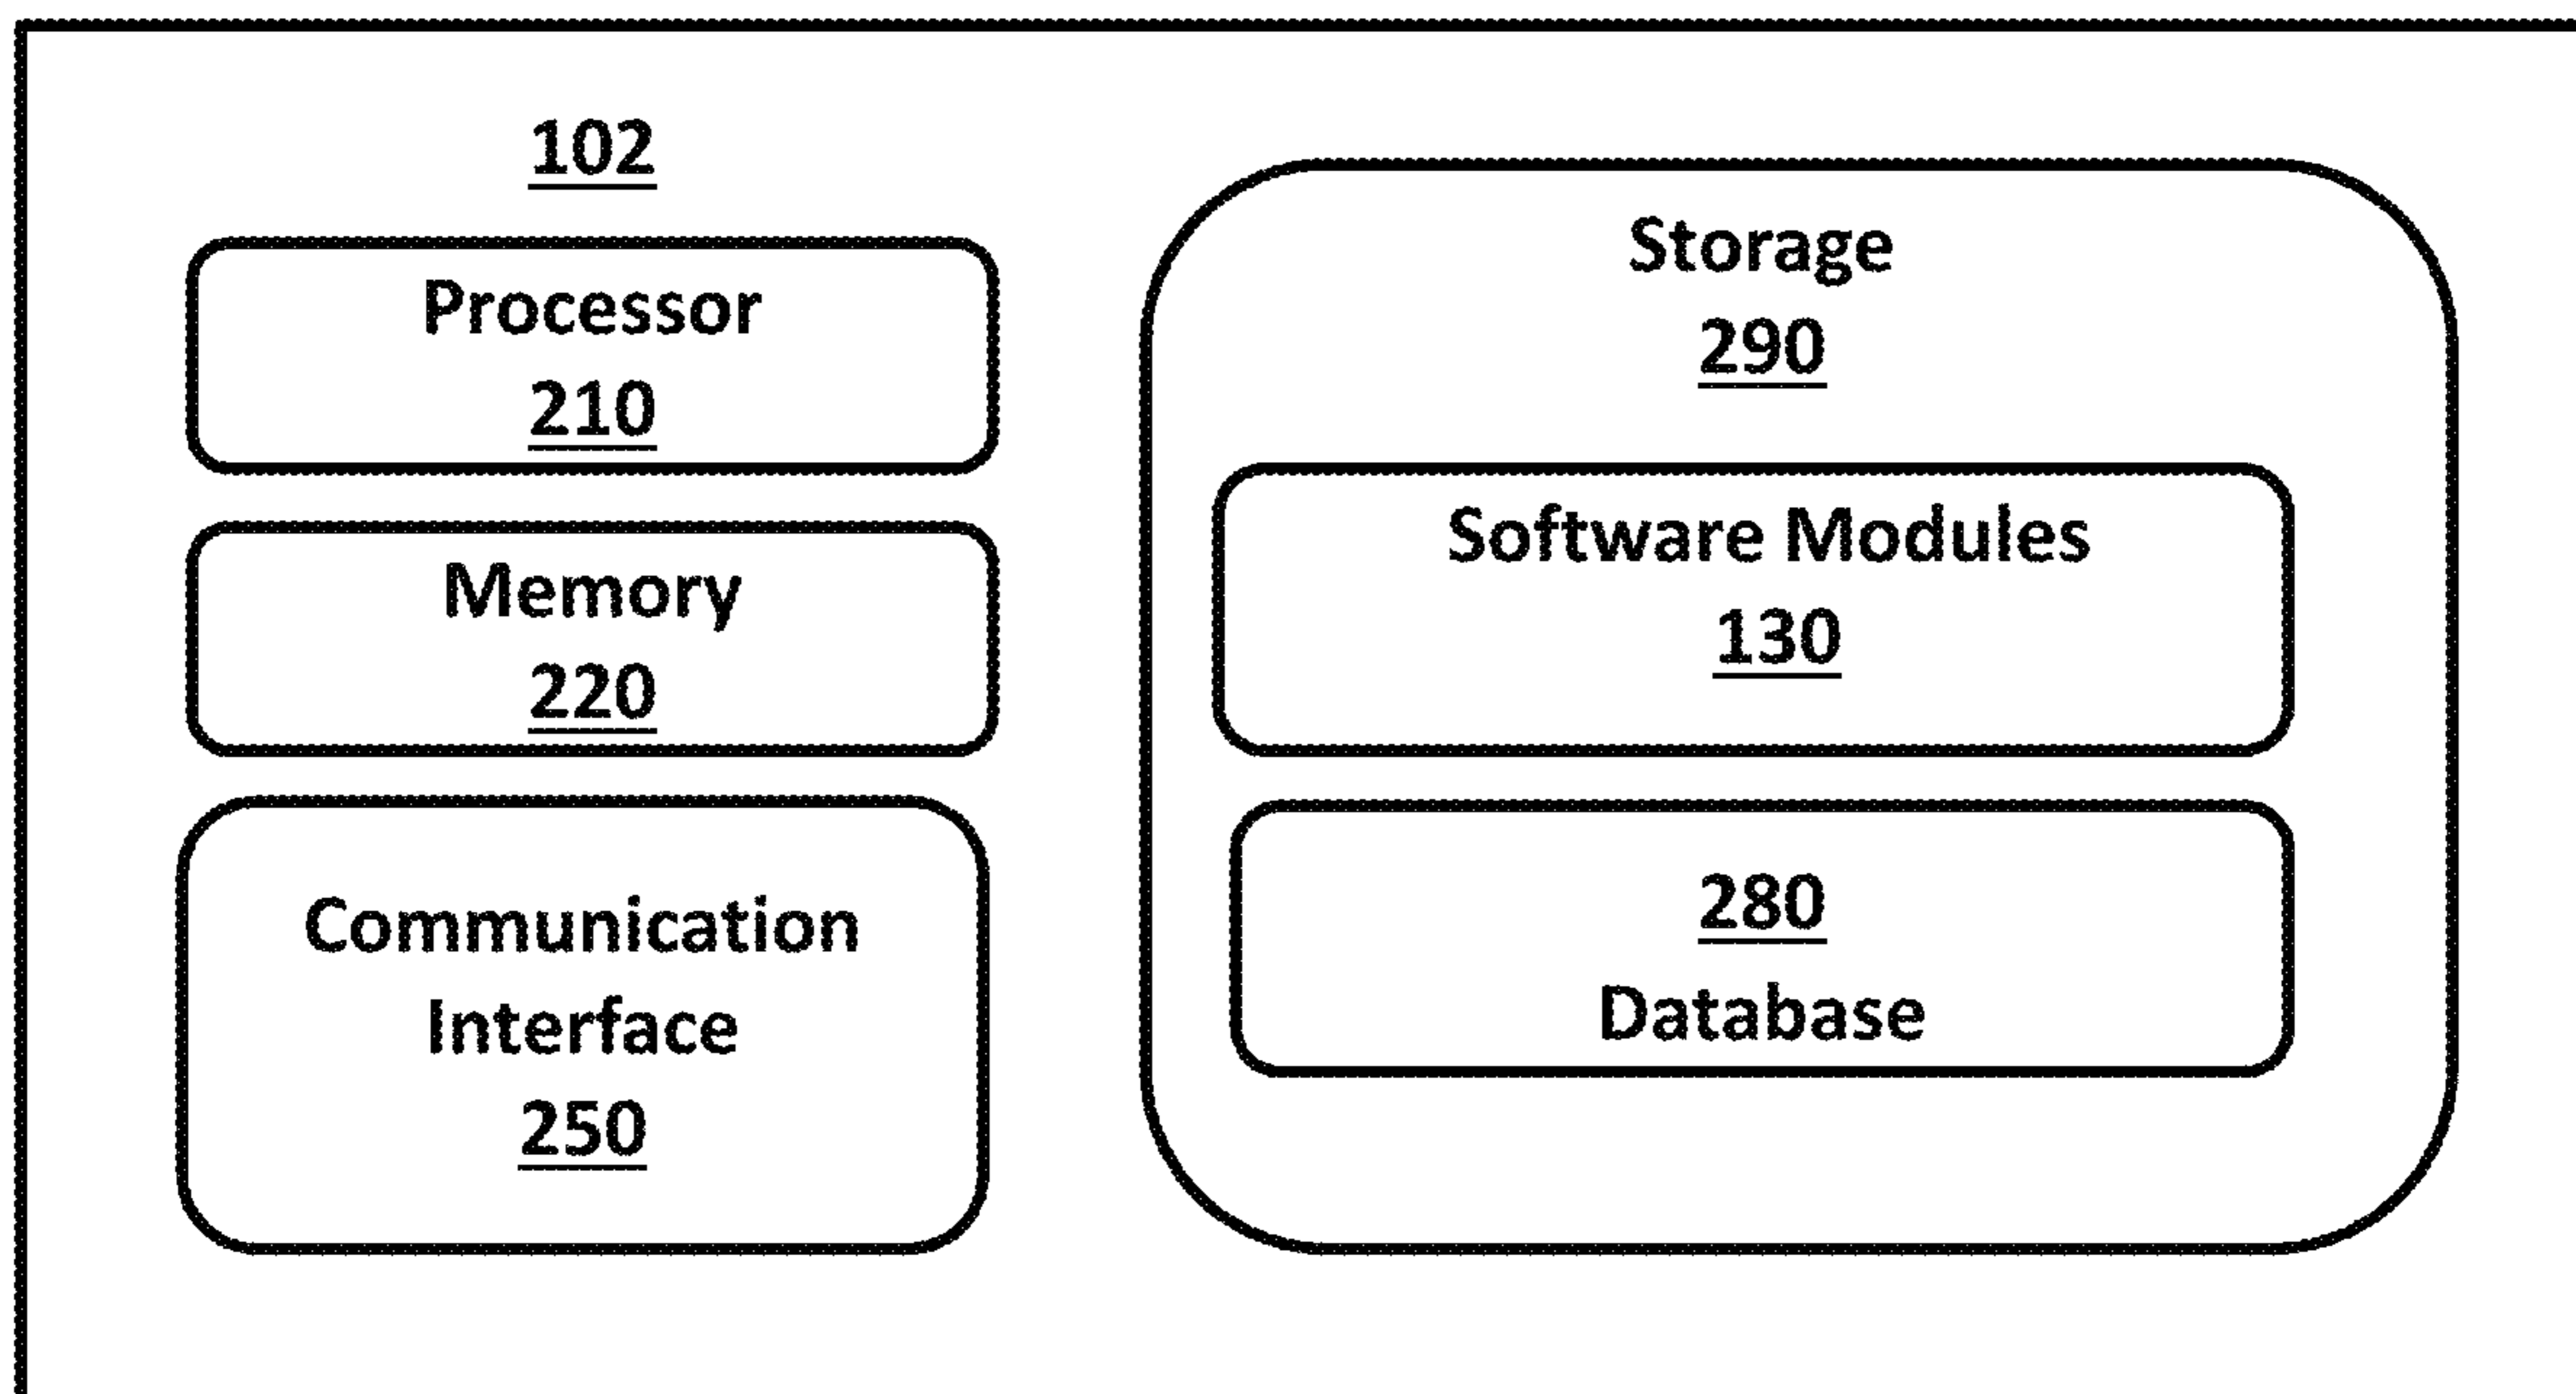 102
Processor
210
Memory
220
Communication
Interface
250
Storage
290
Software Modules
130
280
Database